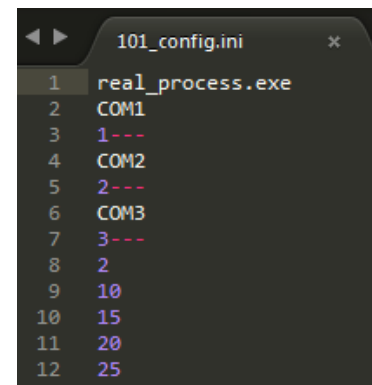 101_config.ini ×
1 real_process.exe
2 COM1
3 1---
4 COM2
5 2---
6 COM3
7 3---
8 2
9 10
10 15
11 20
12 25